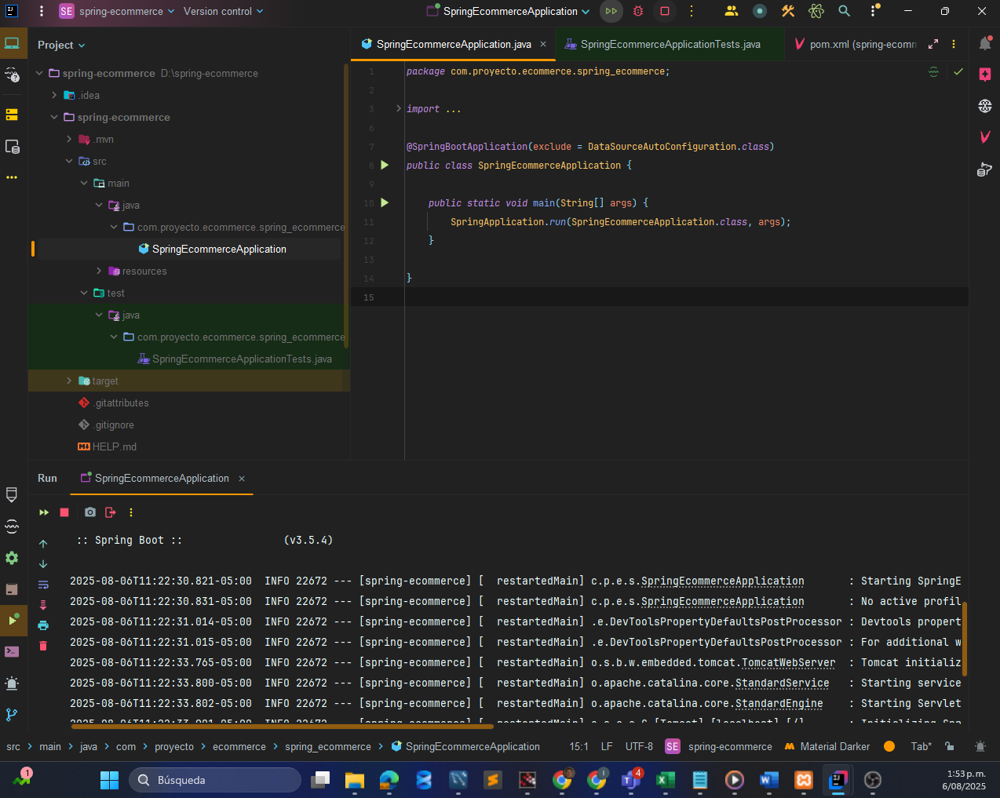 SE spring-ecommerce Version control SpringEcommerceApplication
Project
SpringEcommerceApplication.java × SpringEcommerceApplicationTests.java pom.xml (spring-ecomm
spring-ecommerce D:\spring-ecommerce
.idea
spring-ecommerce
.mvn
src
main
java
com.proyecto.ecommerce.spring_ecommerce
SpringEcommerceApplication
resources
test
java
com.proyecto.ecommerce.spring_ecommerce
SpringEcommerceApplicationTests.java
target
.gitattributes
.gitignore
HELP.md
1 package com.proyecto.ecommerce.spring_ecommerce;
2
3 import ...
6
7 @SpringBootApplication(exclude = DataSourceAutoConfiguration.class)
8 public class SpringEcommerceApplication {
9
10 public static void main(String[] args) {
11 SpringApplication.run(SpringEcommerceApplication.class, args);
12 }
13
14 }
15
Run SpringEcommerceApplication ×
:: Spring Boot :: (v3.5.4)
2025-08-06T11:22:30.821-05:00 INFO 22672 --- [spring-ecommerce] [ restartedMain] c.p.e.s.SpringEcommerceApplication : Starting SpringE
2025-08-06T11:22:30.831-05:00 INFO 22672 --- [spring-ecommerce] [ restartedMain] c.p.e.s.SpringEcommerceApplication : No active profil
2025-08-06T11:22:31.014-05:00 INFO 22672 --- [spring-ecommerce] [ restartedMain] .e.DevToolsPropertyDefaultsPostProcessor : Devtools propert
2025-08-06T11:22:31.015-05:00 INFO 22672 --- [spring-ecommerce] [ restartedMain] .e.DevToolsPropertyDefaultsPostProcessor : For additional w
2025-08-06T11:22:33.765-05:00 INFO 22672 --- [spring-ecommerce] [ restartedMain] o.s.b.w.embedded.tomcat.TomcatWebServer : Tomcat initializ
2025-08-06T11:22:33.800-05:00 INFO 22672 --- [spring-ecommerce] [ restartedMain] o.apache.catalina.core.StandardService : Starting service
2025-08-06T11:22:33.802-05:00 INFO 22672 --- [spring-ecommerce] [ restartedMain] o.apache.catalina.core.StandardEngine : Starting Servlet
INFO 22672 --- [spring-ecommerce] [ restartedMain] [Tomcat].[localhost].[/] : Initializing Spr
src > main > java > com > proyecto > ecommerce > spring_ecommerce > SpringEcommerceApplication 15:1 LF UTF-8 SE spring-ecommerce Material Darker Tab*
1 Búsqueda 4 1:53 p. m.
6/08/2025